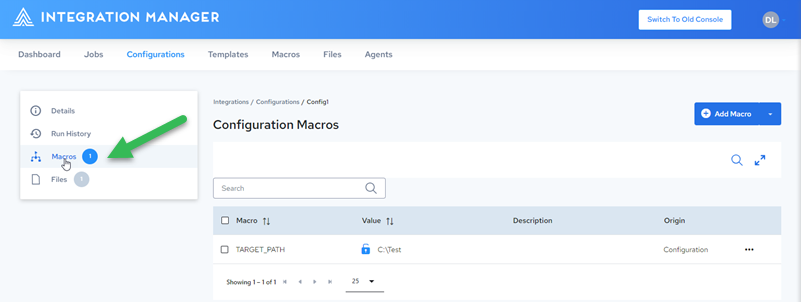 INTEGRATION MANAGER
Switch To Old Console
DL
Dashboard Jobs Configurations Templates Macros Files Agents
Details
Run History
Macros 1
Files 1
Integrations / Configurations / Config1
Configuration Macros
Add Macro
Search
Macro Value Description Origin
TARGET_PATH C:\Test Configuration
Showing 1 – 1 of 1 25